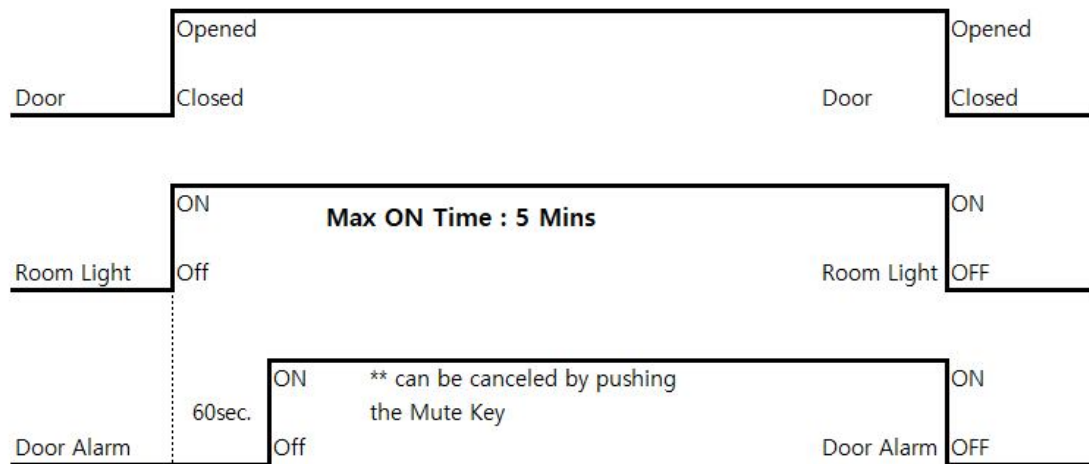 Opened Opened
Door Closed Door Closed
ON ON
Max ON Time : 5 Mins
Room Light Off Room Light OFF
ON ** can be canceled by pushing ON
60sec. the Mute Key
Door Alarm Off Door Alarm OFF